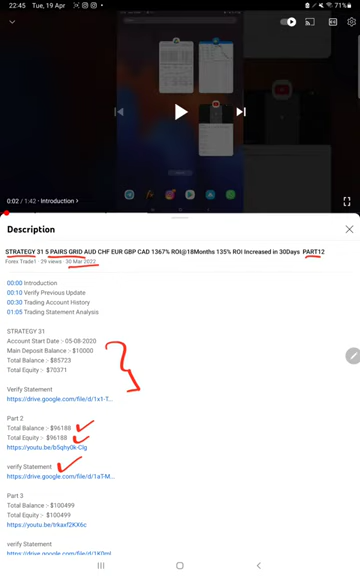 22:45 Tue, 19 Apr
71%
0:02 / 1:42 · Introduction >
Description
STRATEGY 31 5 PAIRS GRID AUD CHF EUR GBP CAD 1367% ROI@18Months 135% ROI Increased in 30Days PART12
Forex Trade1 · 29 views · 30 Mar 2022
00:00 Introduction
00:10 Verify Previous Update
00:30 Trading Account History
01:05 Trading Statement Analysis
STRATEGY 31
Account Start Date :- 05-08-2020
Main Deposit Balance :- $10000
Total Balance :- $85723
Total Equity :- $70371
Verify Statement
https://drive.google.com/file/d/1x1-T...
Part 2
Total Balance :- $96188
Total Equity :- $96188
https://youtu.be/b5qhy0k-CIg
verify Statement
https://drive.google.com/file/d/1aT-M...
Part 3
Total Balance :- $100499
Total Equity :- $100499
https://youtu.be/trkaxf2KX6c
verify Statement